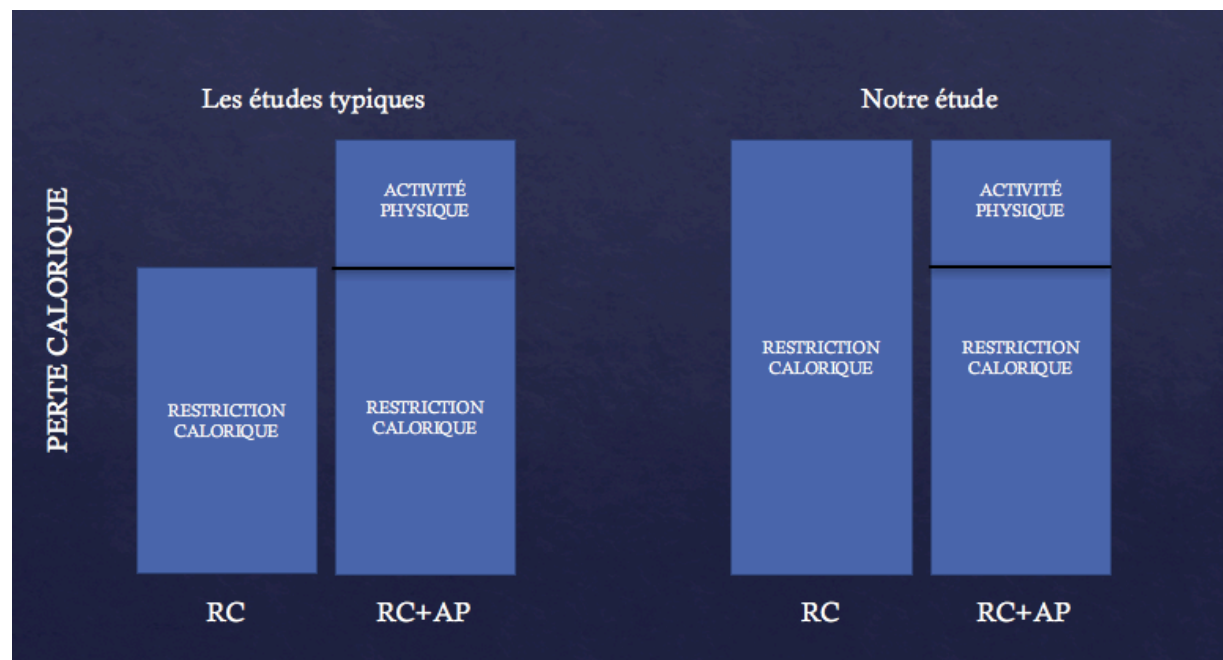 Les études typiques
Notre étude
PERTE CALORIQUE
RESTRICTION
CALORIQUE
ACTIVITÉ
PHYSIQUE
RESTRICTION
CALORIQUE
RESTRICTION
CALORIQUE
ACTIVITÉ
PHYSIQUE
RESTRICTION
CALORIQUE
RC
RC+AP
RC
RC+AP